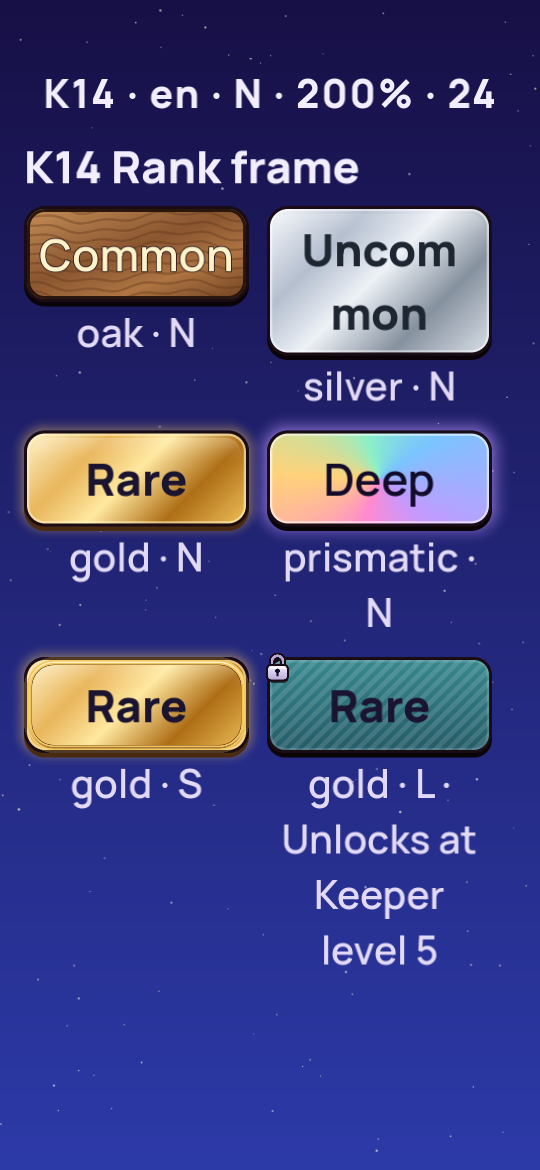 K14 · en · N · 200% · 24
K14 Rank frame
Common
oak · N
Uncom
mon
silver · N
Rare
gold · N
Deep
prismatic ·
N
Rare
gold · S
Rare
gold · L ·
Unlocks at
Keeper
level 5